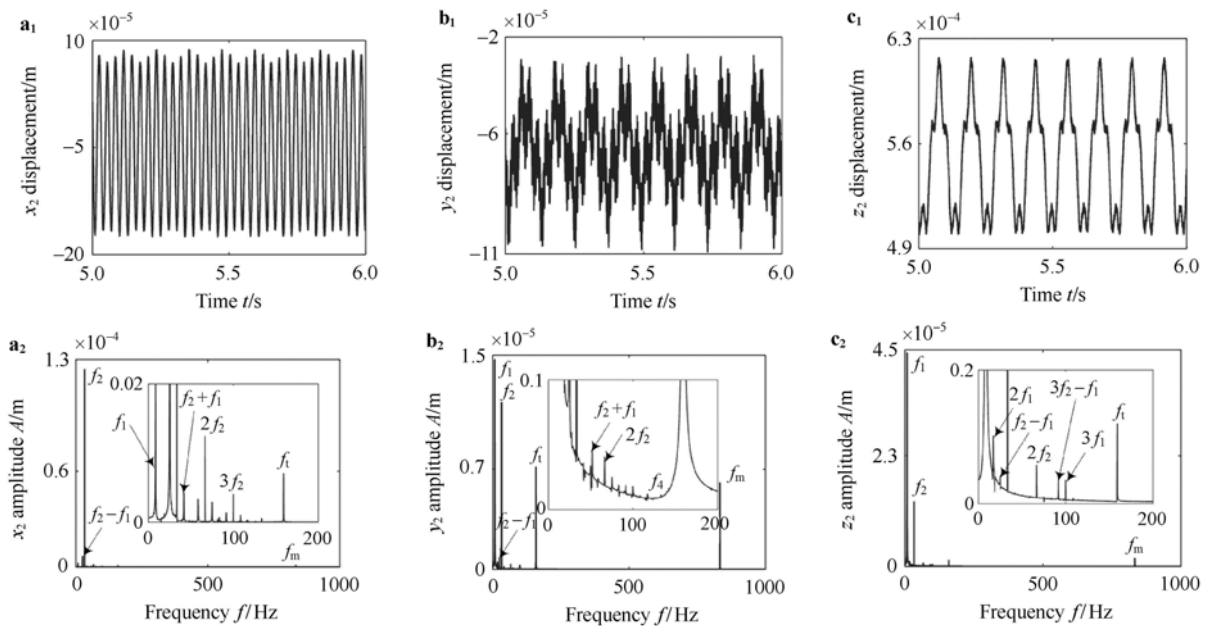 a₁
×10⁻⁵
10
−5
−20
x₂ displacement/m
5.0
5.5
6.0
Time t/s
b₁
×10⁻⁵
−2
−6
−11
y₂ displacement/m
5.0
5.5
6.0
Time t/s
c₁
×10⁻⁴
6.3
5.6
4.9
z₂ displacement/m
5.0
5.5
6.0
Time t/s
a₂
×10⁻⁴
1.3
0.6
0
x₂ amplitude A/m
f₂
f₂−f₁
0.02
0
f₁
f₂+f₁
2f₂
3f₂
fₜ
0
100
200
fₘ
0
500
1000
Frequency f/Hz
b₂
×10⁻⁵
1.5
0.7
0
y₂ amplitude A/m
f₁
f₂
fₜ
f₂−f₁
0.1
0
f₂+f₁
2f₂
f₄
0
100
200
fₘ
0
500
1000
Frequency f/Hz
c₂
×10⁻⁵
4.5
2.3
0
z₂ amplitude A/m
f₁
f₂
0.2
0
2f₁
f₂−f₁
2f₂
3f₂−f₁
3f₁
fₜ
0
100
200
fₘ
0
500
1000
Frequency f/Hz